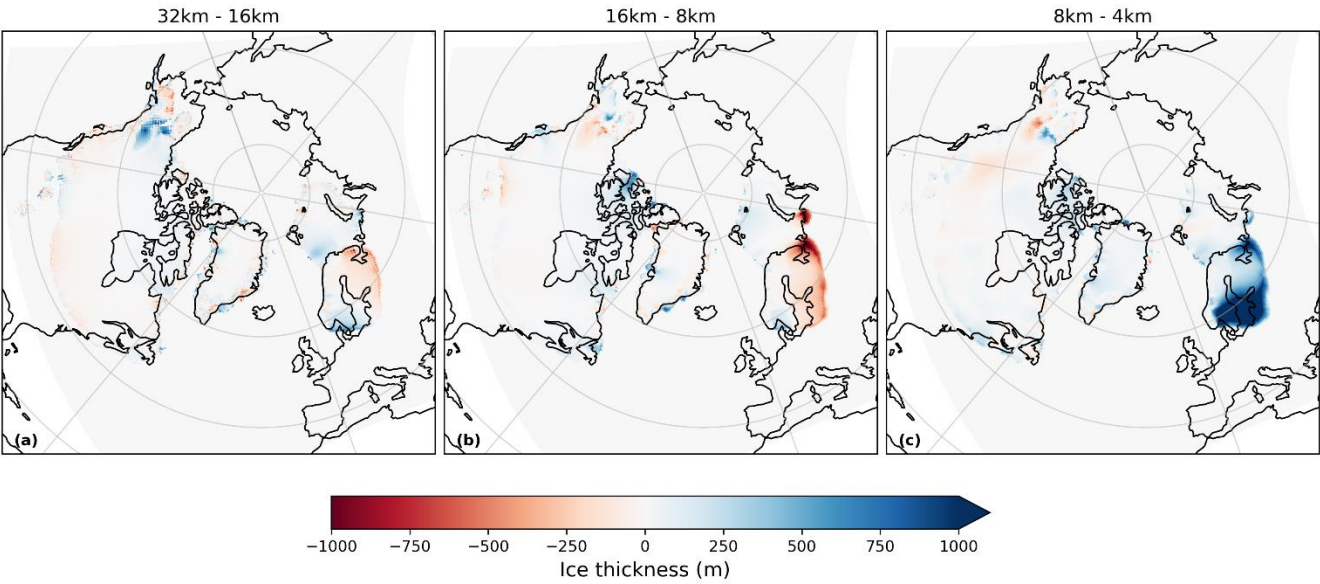 32km - 16km
16km - 8km
8km - 4km
(a)
(b)
(c)
−1000 −750 −500 −250 0 250 500 750 1000
Ice thickness (m)